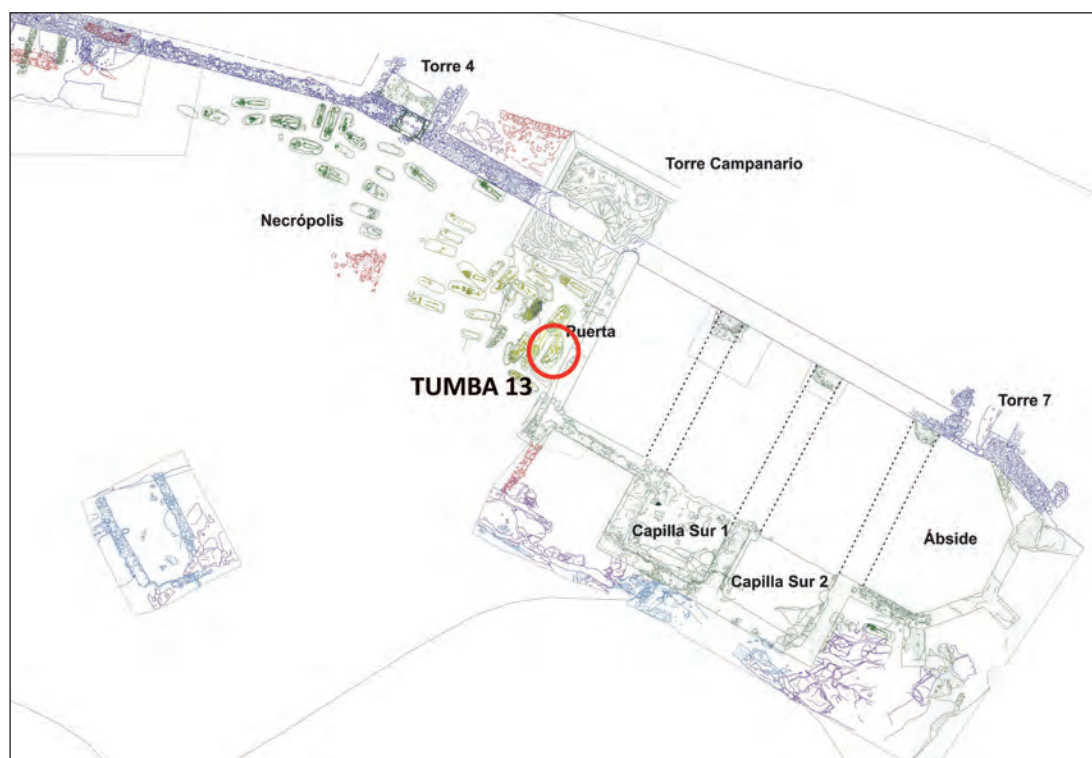 Torre 4
Torre Campanario
Necrópolis
Puerta
TUMBA 13
Torre 7
Capilla Sur 1
Ábside
Capilla Sur 2